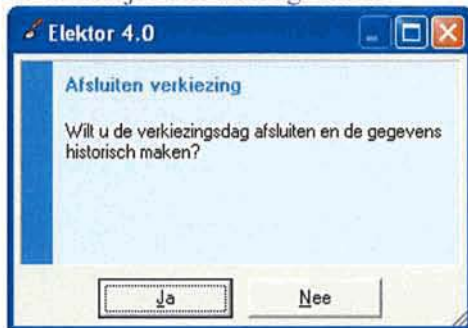 Elektor 4.0
Afsluiten verkiezing
Wilt u de verkiezingsdag afsluiten en de gegevens
historisch maken?
Ja
Nee